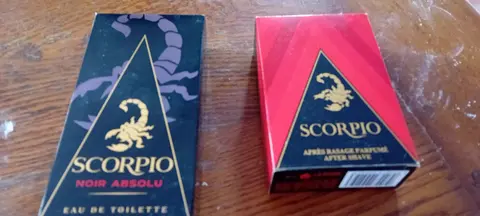 SCORPIO
NOIR ABSOLU
EAU DE TOILETTE
SCORPIO
APRÈS RASAGE PARFUMÉ
AFTER SHAVE